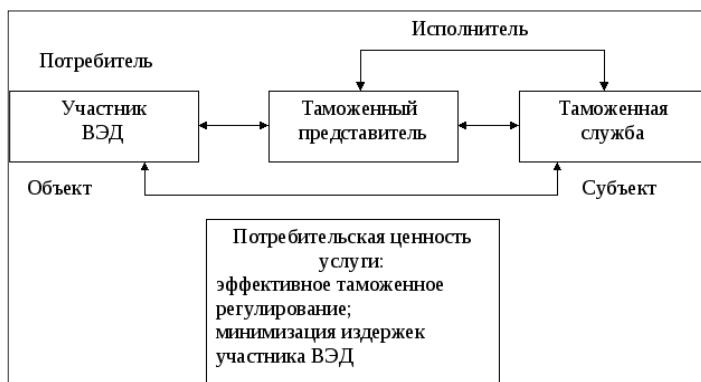 Исполнитель
Потребитель
Участник
ВЭД
Таможенный
представитель
Таможенная
служба
Объект
Субъект
Потребительская ценность
услуги:
эффективное таможенное
регулирование;
минимизация издержек
участника ВЭД